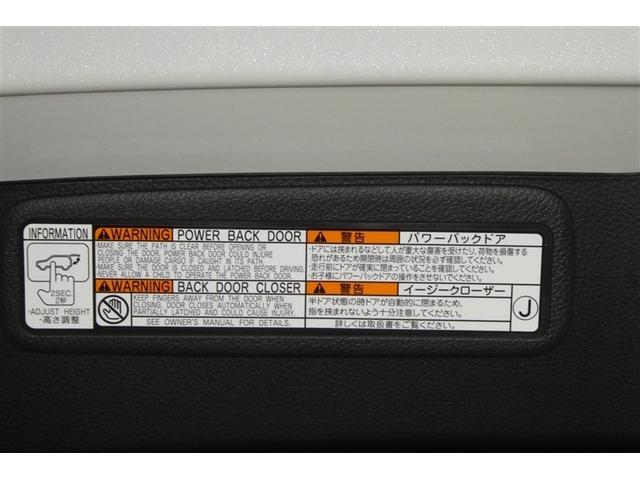 INFORMATION
2SEC
2秒
-ADJUST HEIGHT
・高さ調整
WARNING POWER BACK DOOR
MAKE SURE THE PATH IS CLEAR BEFORE OPENING OR
CLOSING THE DOOR. POWER BACK DOOR COULD INJURE
PEOPLE OR DAMAGE CARGO IF CAUGHT IN ITS PATH.
MAKE SURE THE DOOR IS CLOSED AND LATCHED BEFORE DRIVING.
NEVER ALLOW A CHILD TO OPERATE THE POWER BACK DOOR.
WARNING BACK DOOR CLOSER
KEEP FINGERS AWAY FROM THE DOOR WHEN
CLOSING. DOOR CLOSES AUTOMATICALLY WHEN
PARTIALLY LATCHED AND COULD CAUSE INJURY.
SEE OWNER'S MANUAL FOR DETAILS.
警告 パワーバックドア
・ドアには挟まれるなどして人が重大な傷害を受けたり、荷物を損傷する
恐れがあるため開閉時は周囲の状況を必ず確認してください。
・走行前にドアが確実に閉まっていることを確認してください。
・お子様にパワーバックドアの操作をさせないでください。
警告 イージークローザー
半ドア状態の時ドアが自動的に閉まるため、
指を挟まれないよう十分注意してください。
詳しくは取扱書をご覧ください。
J